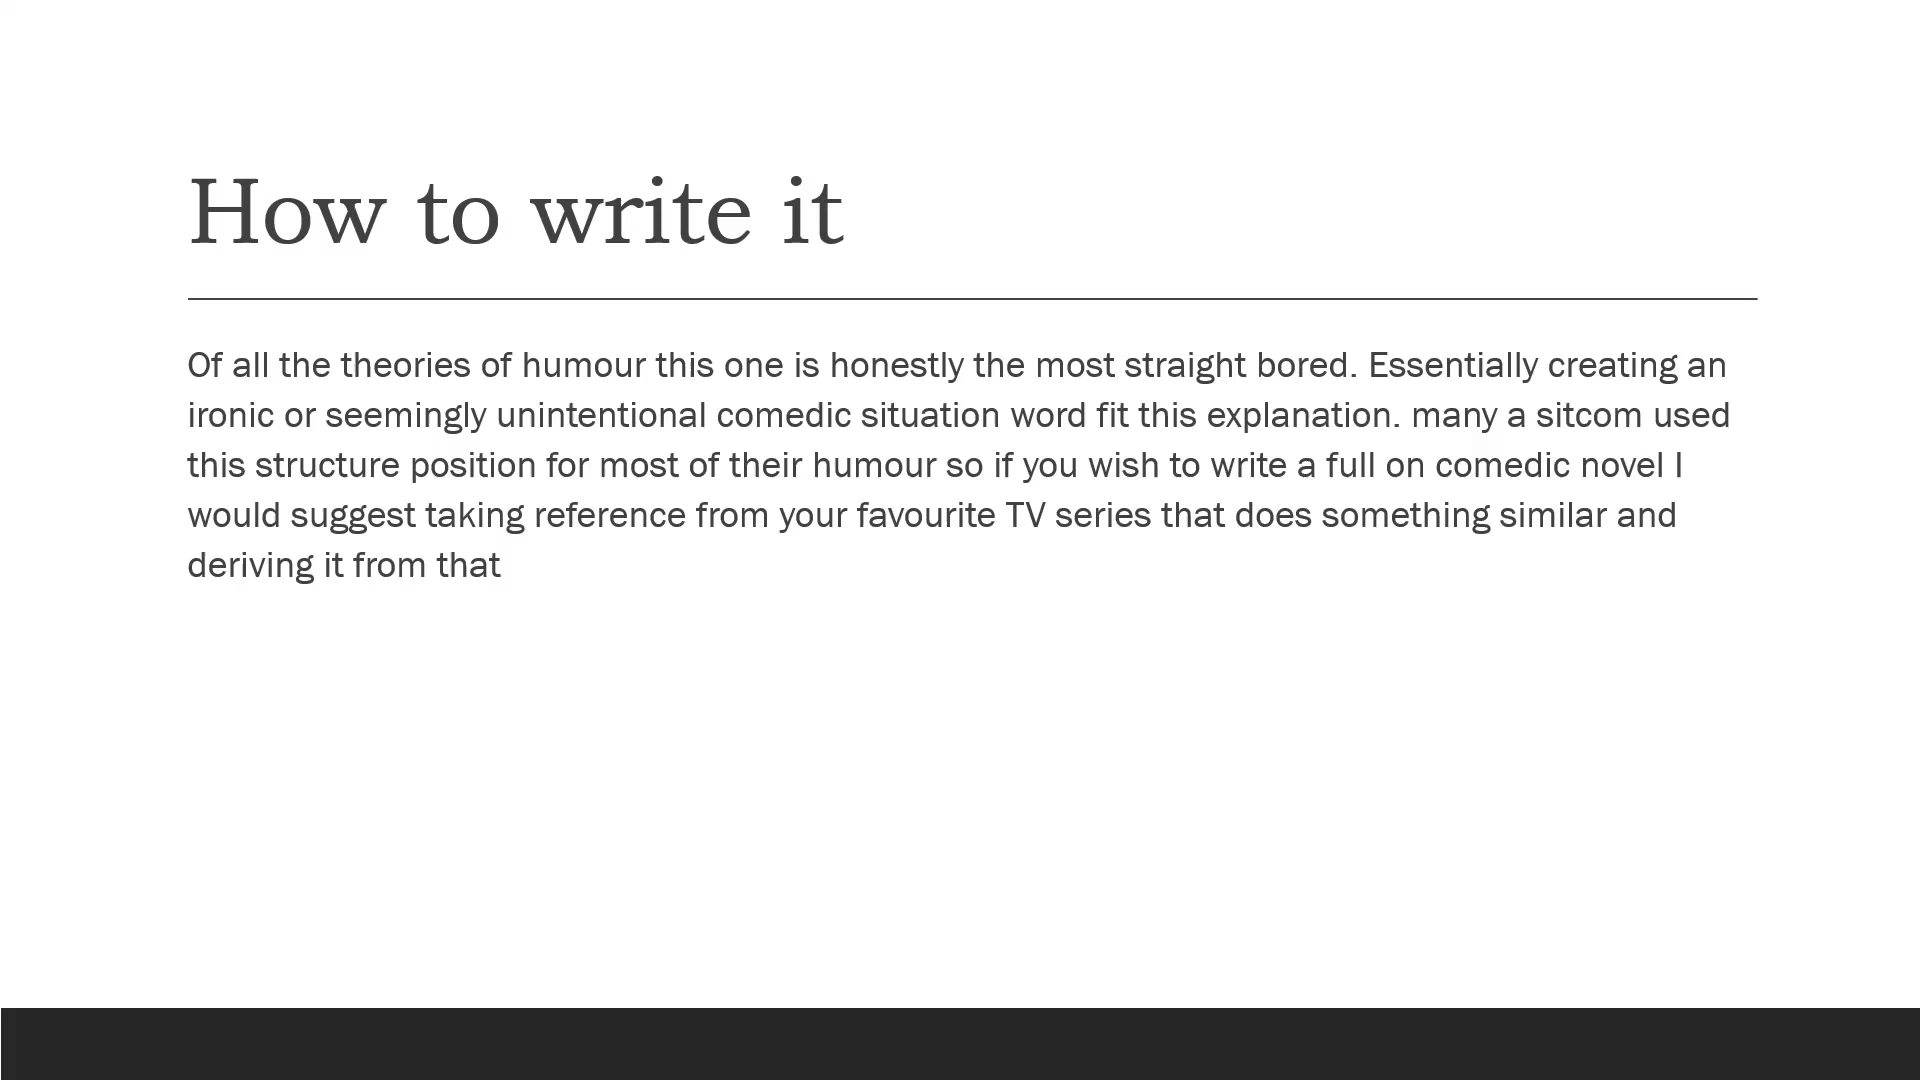 How to write it
Of all the theories of humour this one is honestly the most straight bored. Essentially creating an
ironic or seemingly unintentional comedic situation word fit this explanation. many a sitcom used
this structure position for most of their humour so if you wish to write a full on comedic novel I
would suggest taking reference from your favourite TV series that does something similar and
deriving it from that